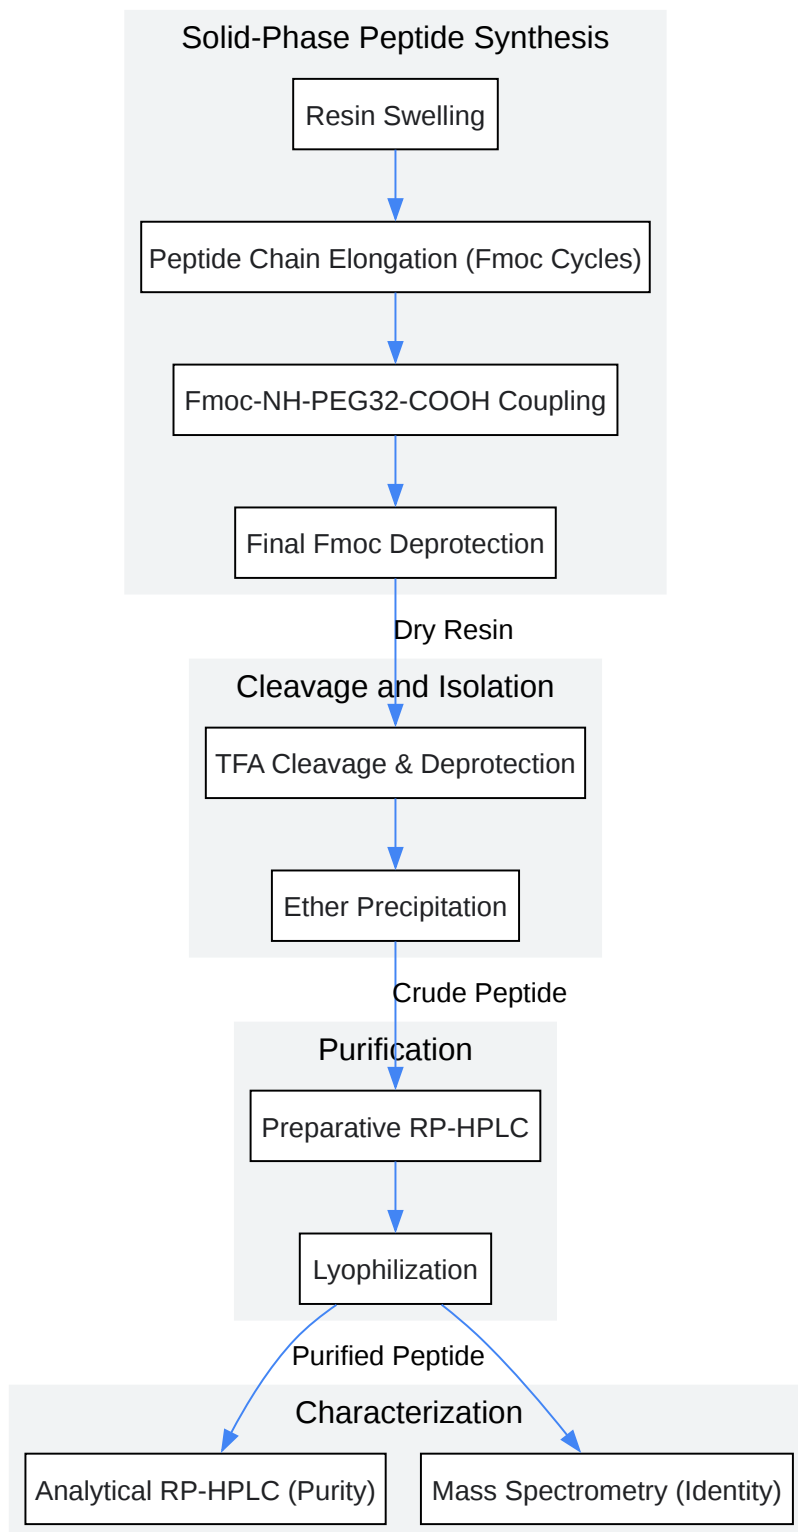 Solid-Phase Peptide Synthesis
Resin Swelling
Peptide Chain Elongation (Fmoc Cycles)
Fmoc-NH-PEG32-COOH Coupling
Final Fmoc Deprotection
Dry Resin
Cleavage and Isolation
TFA Cleavage & Deprotection
Ether Precipitation
Crude Peptide
Purification
Preparative RP-HPLC
Lyophilization
Purified Peptide
Characterization
Analytical RP-HPLC (Purity)
Mass Spectrometry (Identity)